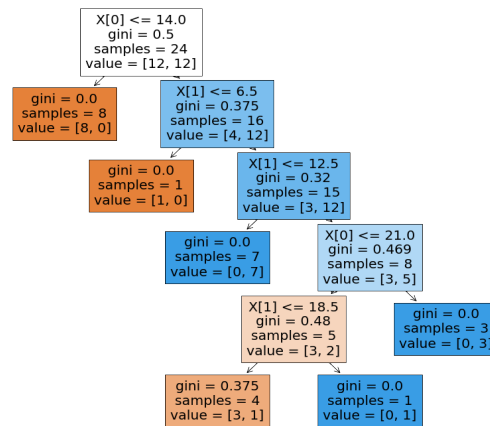 X[0] <= 14.0
gini = 0.5
samples = 24
value = [12, 12]
gini = 0.0
samples = 8
value = [8, 0]
X[1] <= 6.5
gini = 0.375
samples = 16
value = [4, 12]
gini = 0.0
samples = 1
value = [1, 0]
X[1] <= 12.5
gini = 0.32
samples = 15
value = [3, 12]
gini = 0.0
samples = 7
value = [0, 7]
X[0] <= 21.0
gini = 0.469
samples = 8
value = [3, 5]
X[1] <= 18.5
gini = 0.48
samples = 5
value = [3, 2]
gini = 0.0
samples = 3
value = [0, 3]
gini = 0.375
samples = 4
value = [3, 1]
gini = 0.0
samples = 1
value = [0, 1]